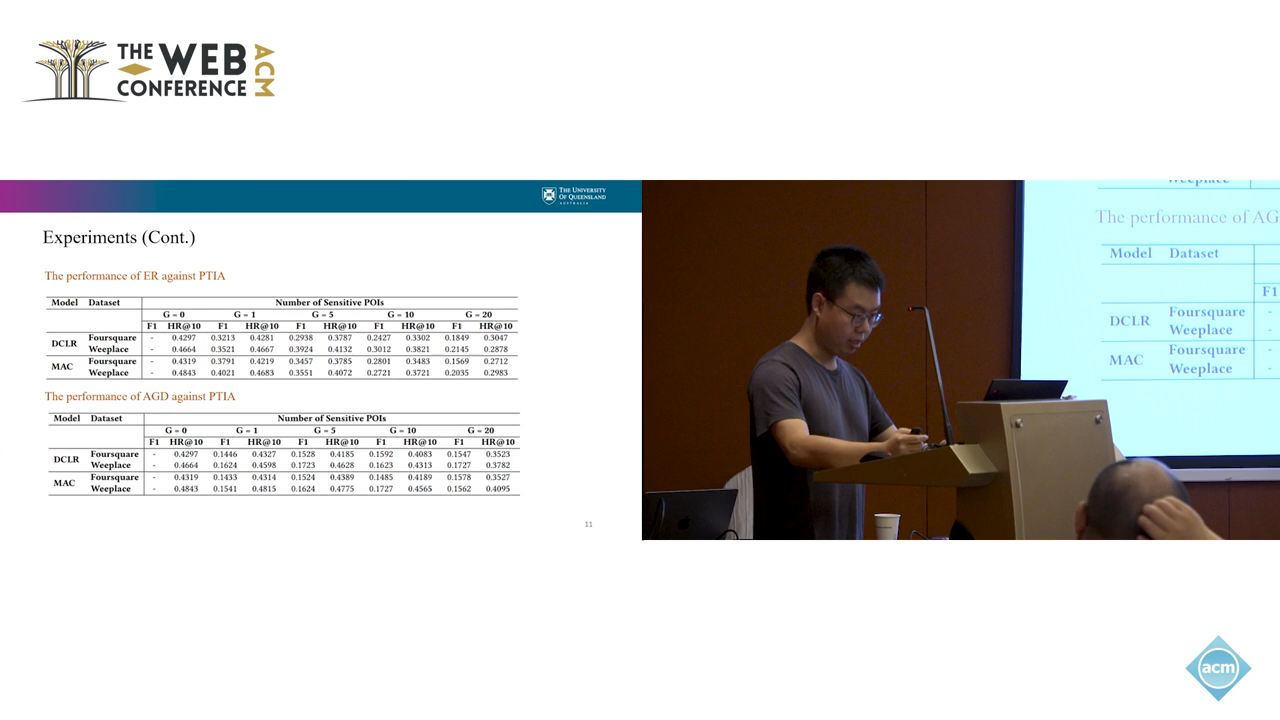 THE WEB
CONFERENCE
ACM
THE UNIVERSITY
OF QUEENSLAND
AUSTRALIA
Experiments (Cont.)
The performance of ER against PTIA
Model Dataset Number of Sensitive POIs
G = 0 G = 1 G = 5 G = 10 G = 20
F1 HR@10 F1 HR@10 F1 HR@10 F1 HR@10 F1 HR@10
DCLR
Foursquare - 0.4297 0.3213 0.4281 0.2938 0.3787 0.2427 0.3302 0.1849 0.3047
Weeplace - 0.4664 0.3521 0.4667 0.3924 0.4132 0.3012 0.3821 0.2145 0.2878
MAC
Foursquare - 0.4319 0.3791 0.4219 0.3457 0.3785 0.2801 0.3483 0.1569 0.2712
Weeplace - 0.4843 0.4021 0.4683 0.3551 0.4072 0.2721 0.3721 0.2035 0.2983
The performance of AGD against PTIA
Model Dataset Number of Sensitive POIs
G = 0 G = 1 G = 5 G = 10 G = 20
F1 HR@10 F1 HR@10 F1 HR@10 F1 HR@10 F1 HR@10
DCLR
Foursquare - 0.4297 0.1446 0.4327 0.1528 0.4185 0.1592 0.4083 0.1547 0.3523
Weeplace - 0.4664 0.1624 0.4598 0.1723 0.4628 0.1623 0.4313 0.1727 0.3782
MAC
Foursquare - 0.4319 0.1433 0.4314 0.1524 0.4389 0.1485 0.4189 0.1578 0.3527
Weeplace - 0.4843 0.1541 0.4815 0.1624 0.4775 0.1727 0.4565 0.1562 0.4095
11
Weeplace
The performance of AG
Model Dataset
F1
DCLR
Foursquare -
Weeplace -
MAC
Foursquare -
Weeplace -
acm